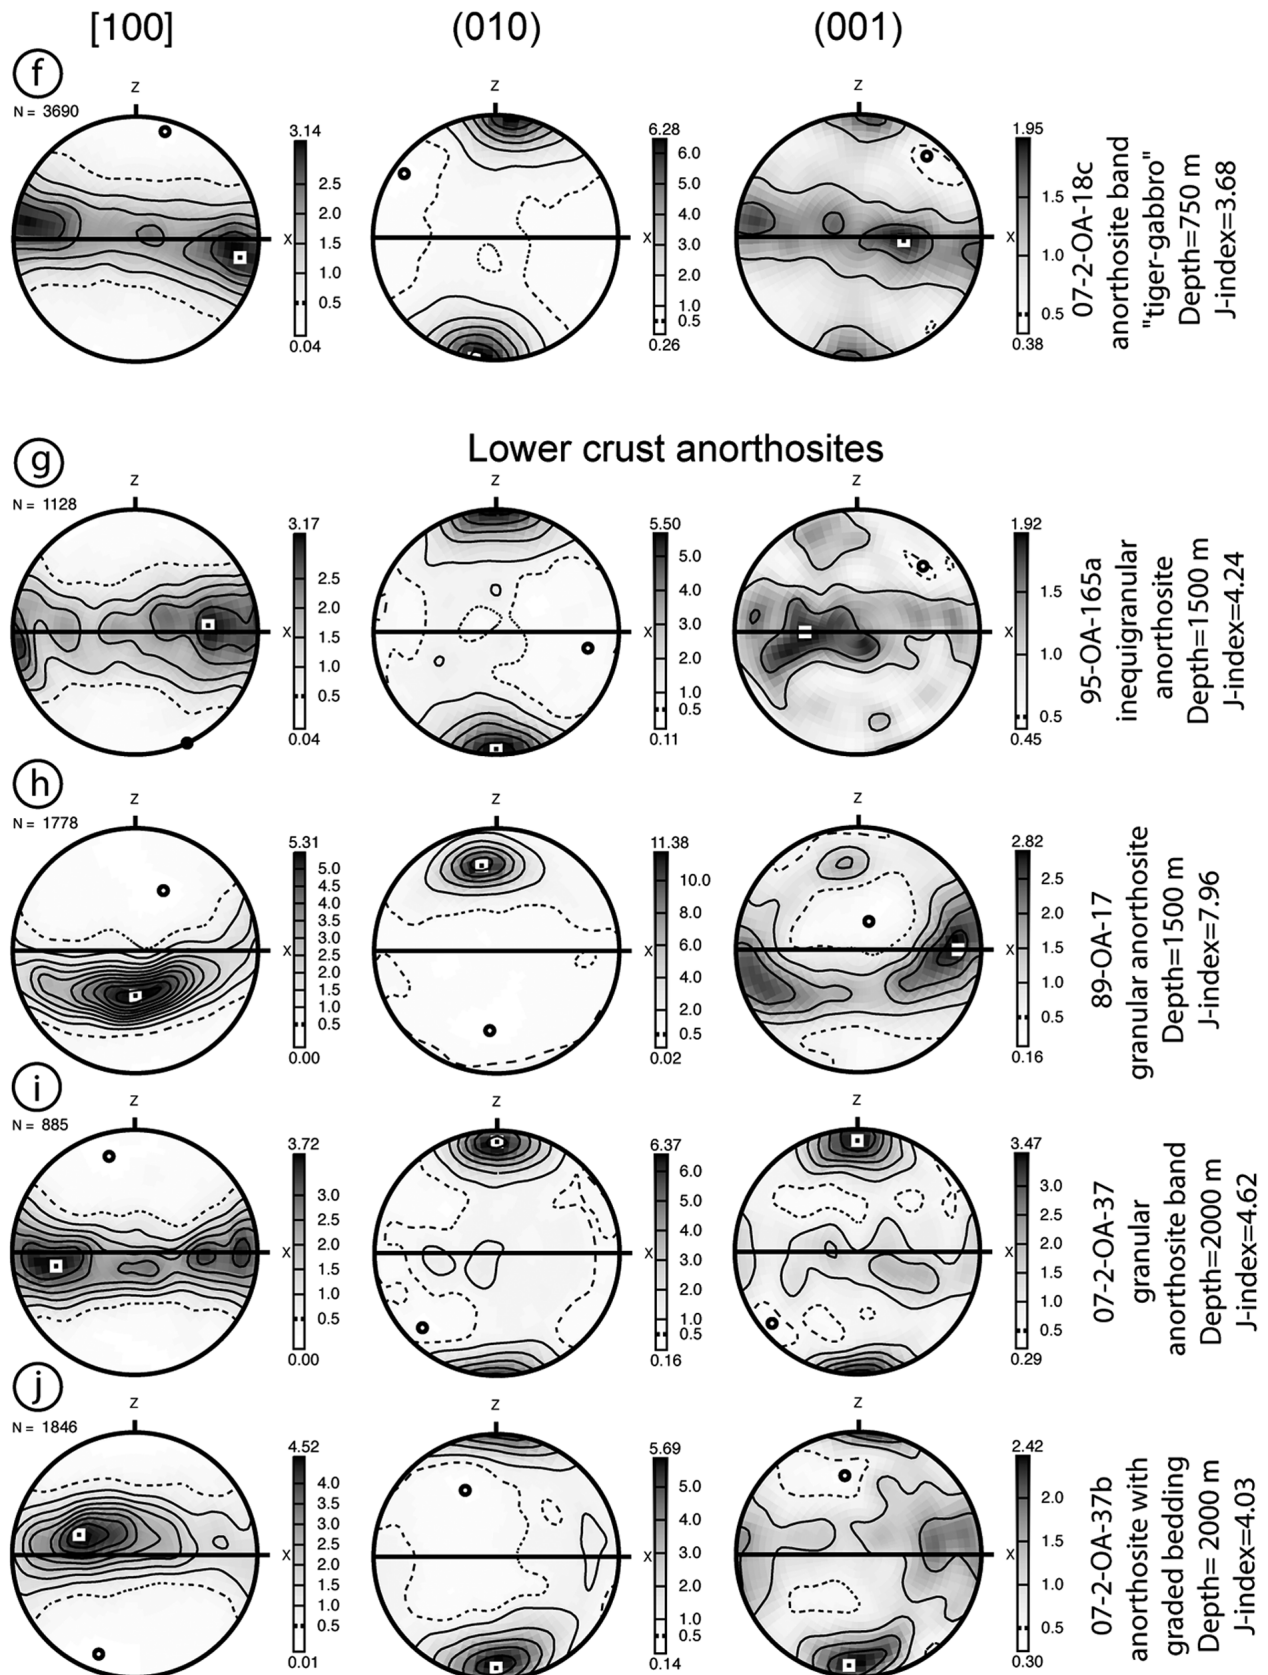 [100] (010) (001)
f
N = 3690
Z Z Z
X X X
3.14
2.5
2.0
1.5
1.0
0.5
0.04
6.28
6.0
5.0
4.0
3.0
2.0
1.0
0.5
0.26
1.95
1.5
1.0
0.5
0.38
07-2-OA-18c
anorthosite band
"tiger-gabbro"
Depth=750 m
J-index=3.68
Lower crust anorthosites
g
N = 1128
Z Z Z
X X X
3.17
2.5
2.0
1.5
1.0
0.5
0.04
5.50
5.0
4.0
3.0
2.0
1.0
0.5
0.11
1.92
1.5
1.0
0.5
0.45
95-OA-165a
inequigranular
anorthosite
Depth=1500 m
J-index=4.24
h
N = 1778
Z Z Z
X X X
5.31
5.0
4.5
4.0
3.5
3.0
2.5
2.0
1.5
1.0
0.5
0.00
11.38
10.0
8.0
6.0
4.0
2.0
0.5
0.02
2.82
2.5
2.0
1.5
1.0
0.5
0.16
89-OA-17
granular anorthosite
Depth=1500 m
J-index=7.96
i
N = 885
Z Z Z
X X X
3.72
3.0
2.5
2.0
1.5
1.0
0.5
0.00
6.37
6.0
5.0
4.0
3.0
2.0
1.0
0.5
0.16
3.47
3.0
2.5
2.0
1.5
1.0
0.5
0.29
07-2-OA-37
granular
anorthosite band
Depth=2000 m
J-index=4.62
j
N = 1846
Z Z Z
X X X
4.52
4.0
3.5
3.0
2.5
2.0
1.5
1.0
0.5
0.01
5.69
5.0
4.0
3.0
2.0
1.0
0.5
0.14
2.42
2.0
1.5
1.0
0.5
0.30
07-2-OA-37b
anorthosite with
graded bedding
Depth= 2000 m
J-index=4.03